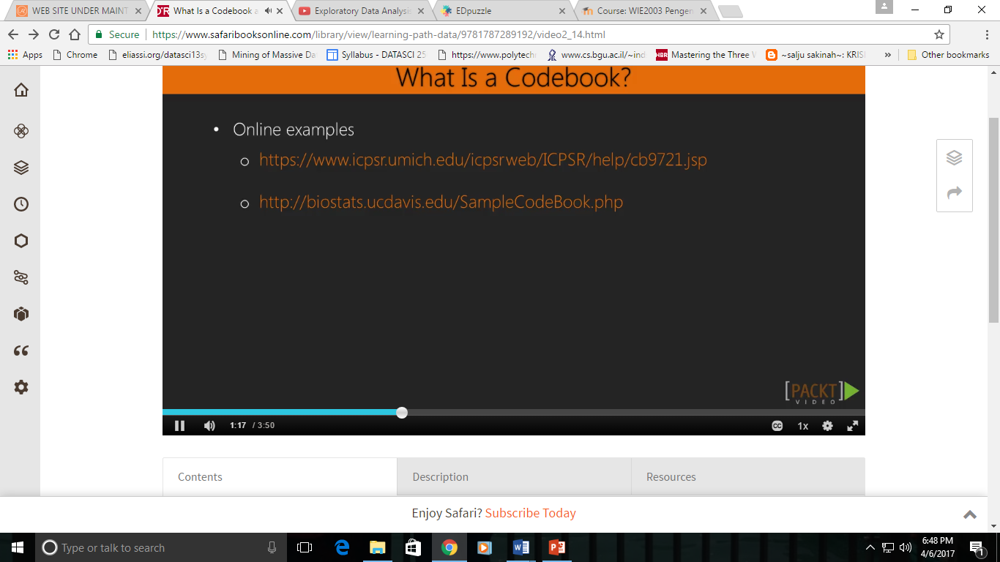 WEB SITE UNDER MAINT
What Is a Codebook a
Exploratory Data Analysis
EDpuzzle
Course: WIE2003 Pengen
Secure
https://www.safaribooksonline.com/library/view/learning-path-data/9781787289192/video2_14.html
Apps
Chrome
eliassi.org/datasci13sy
Mining of Massive Da
Syllabus - DATASCI 25
https://www.polytech
www.cs.bgu.ac.il/~ind
HBR
Mastering the Three W
~salju sakinah~: KRISI
»
Other bookmarks
What Is a Codebook?
• Online examples
o https://www.icpsr.umich.edu/icpsrweb/ICPSR/help/cb9721.jsp
o http://biostats.ucdavis.edu/SampleCodeBook.php
[PACKT]
VIDEO
1:17 / 3:50
CC
1x
Contents
Description
Resources
Enjoy Safari? Subscribe Today
Type or talk to search
6:48 PM
4/6/2017
1